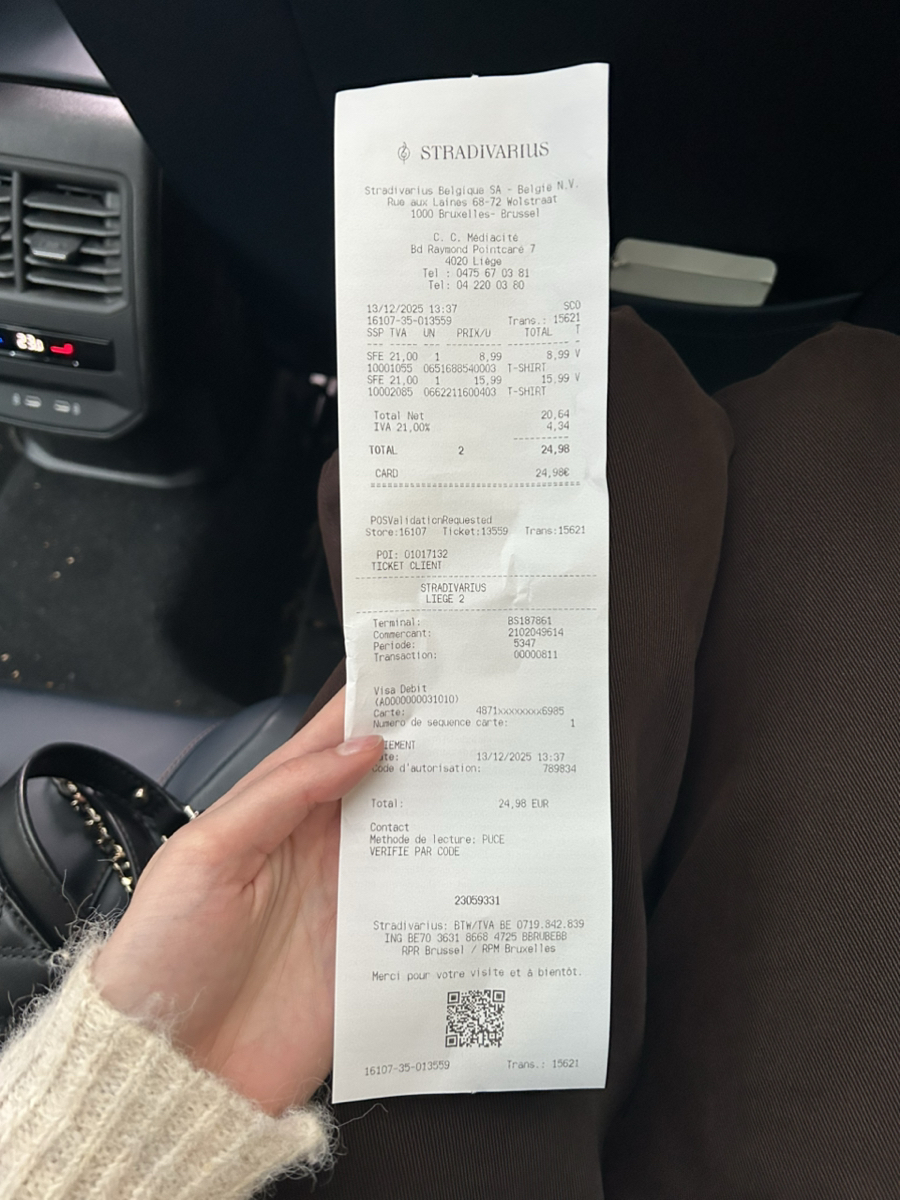 STRADIVARIUS
Stradivarius Belgique SA - België N.V.
Rue aux Laines 68-72 Wolstraat
1000 Bruxelles- Brussel
C. C. Médiacité
Bd Raymond Pointcaré 7
4020 Liège
Tel : 0475 67 03 81
Tel: 04 220 03 80
13/12/2025 13:37 SCO
16107-35-013559 Trans.: 15621
SSP TVA UN PRIX/U TOTAL T
SFE 21,00 1 8,99 8,99 V
10001055 0651688540003 T-SHIRT
SFE 21,00 1 15,99 15,99 V
10002085 0662211600403 T-SHIRT
Total Net 20,64
IVA 21,00% 4,34
TOTAL 2 24,98
CARD 24,98€
POSValidationRequested
Store:16107 Ticket:13559 Trans:15621
POI: 01017132
TICKET CLIENT
STRADIVARIUS
LIEGE 2
Terminal: BS187861
Commercant: 2102049614
Periode: 5347
Transaction: 00000811
Visa Debit
(A0000000031010)
Carte: 4871xxxxxxxx6985
Numero de sequence carte: 1
IEMENT
te: 13/12/2025 13:37
ode d'autorisation: 789834
Total: 24,98 EUR
Contact
Methode de lecture: PUCE
VERIFIE PAR CODE
23059331
Stradivarius: BTW/TVA BE 0719.842.839
ING BE70 3631 8668 4725 BBRUBEBB
RPR Brussel / RPM Bruxelles
Merci pour votre visite et à bientôt.
16107-35-013559 Trans.: 15621